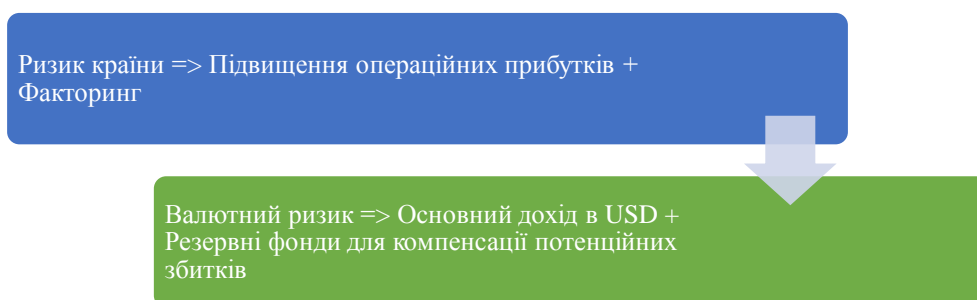 Ризик країни => Підвищення операційних прибутків +
Факторинг
Валютний ризик => Основний дохід в USD +
Резервні фонди для компенсації потенційних
збитків